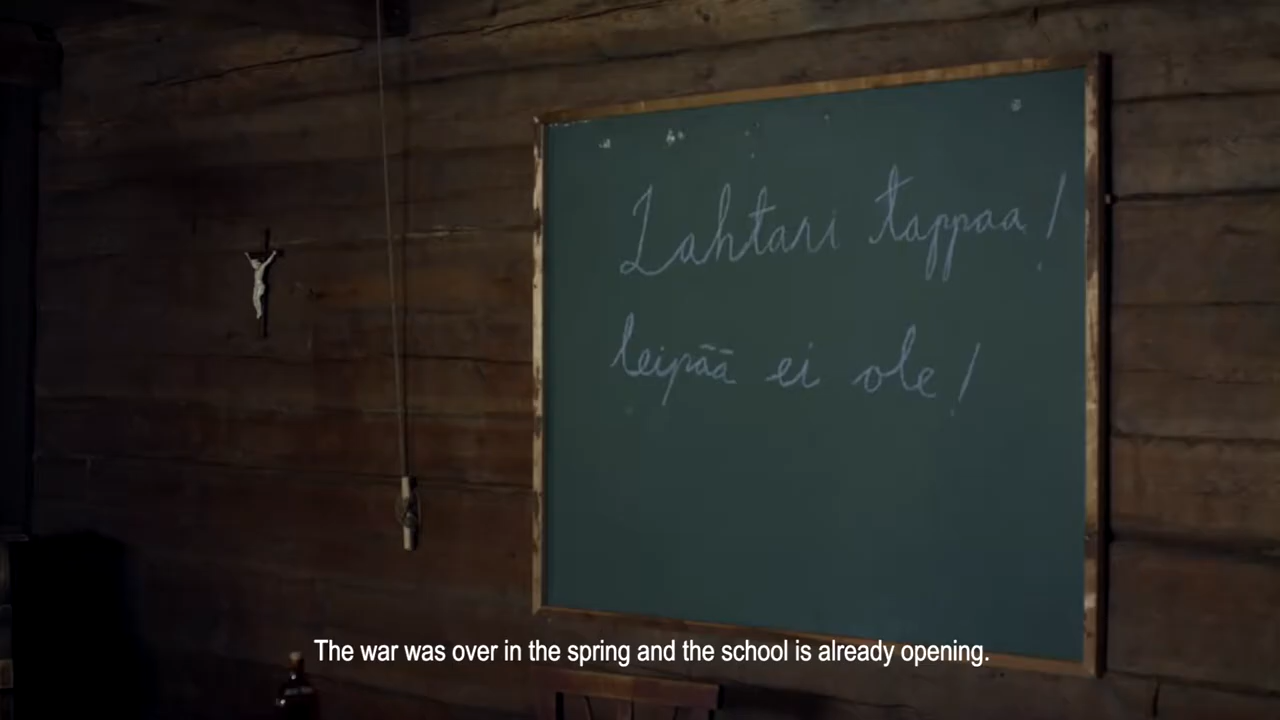 Lahtari tappaa!
leipää ei ole!
The war was over in the spring and the school is already opening.